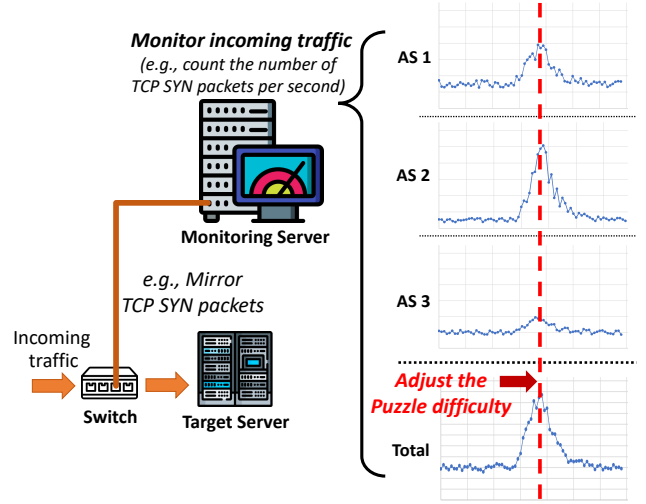 Monitor incoming traffic
(e.g., count the number of
TCP SYN packets per second)
Monitoring Server
e.g., Mirror
TCP SYN packets
Incoming
traffic
Switch
Target Server
AS 1
AS 2
AS 3
Adjust the
Puzzle difficulty
Total